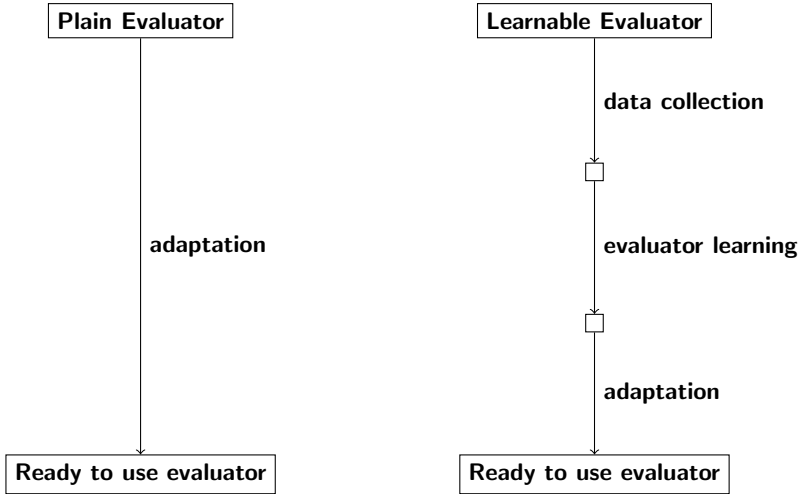 Plain Evaluator
adaptation
Ready to use evaluator
Learnable Evaluator
data collection
evaluator learning
adaptation
Ready to use evaluator